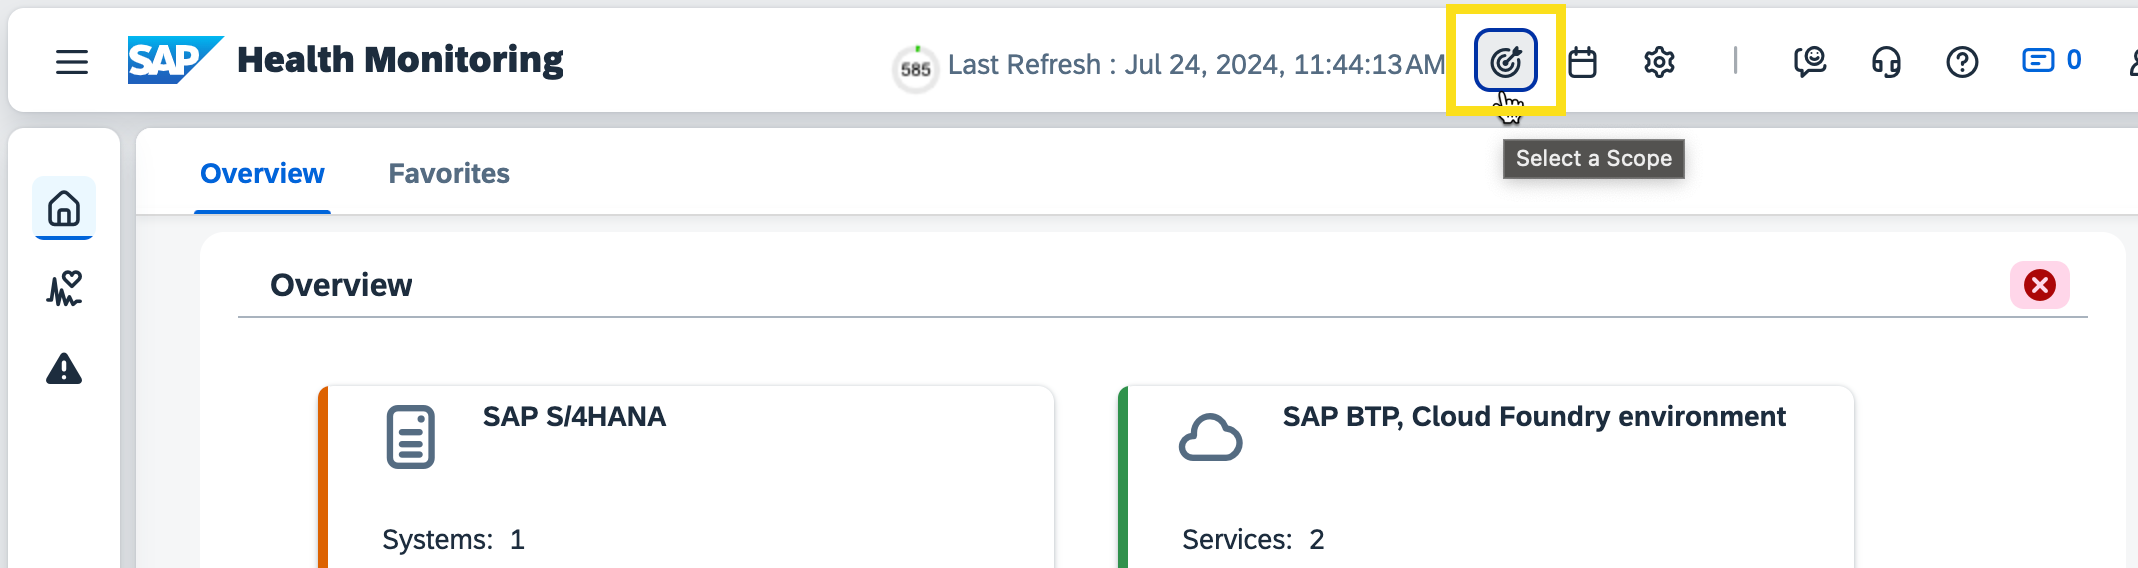 SAP Health Monitoring
585 Last Refresh : Jul 24, 2024, 11:44:13 AM
0
Select a Scope
Overview Favorites
Overview
SAP S/4HANA
Systems: 1
SAP BTP, Cloud Foundry environment
Services: 2